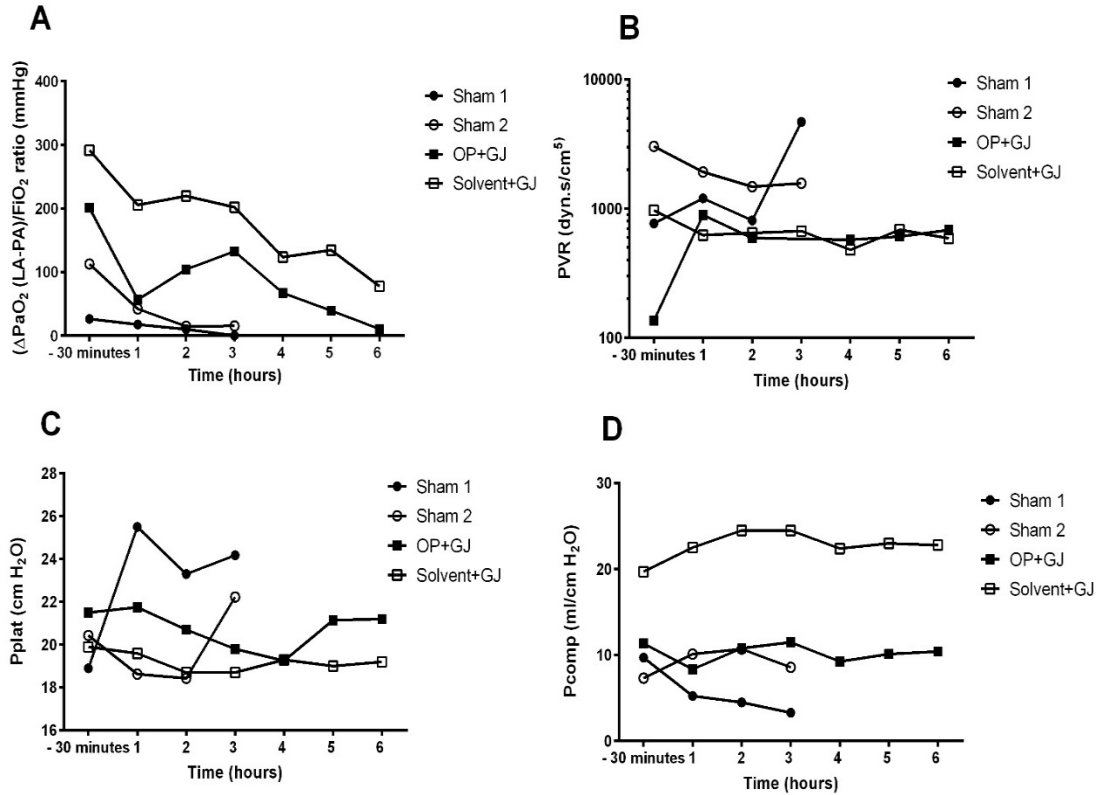 A
(ΔPaO₂ (LA-PA)/FiO₂ ratio (mmHg)
400
300
200
100
0
- 30 minutes 1 2 3 4 5 6
Time (hours)
Sham 1
Sham 2
OP+GJ
Solvent+GJ
B
PVR (dyn.s/cm⁵)
10000
1000
100
- 30 minutes 1 2 3 4 5 6
Time (hours)
Sham 1
Sham 2
OP+GJ
Solvent+GJ
C
Pplat (cm H₂O)
28
26
24
22
20
18
16
- 30 minutes 1 2 3 4 5 6
Time (hours)
Sham 1
Sham 2
OP+GJ
Solvent+GJ
D
Pcomp (ml/cm H₂O)
30
20
10
0
- 30 minutes 1 2 3 4 5 6
Time (hours)
Sham 1
Sham 2
OP+GJ
Solvent+GJ